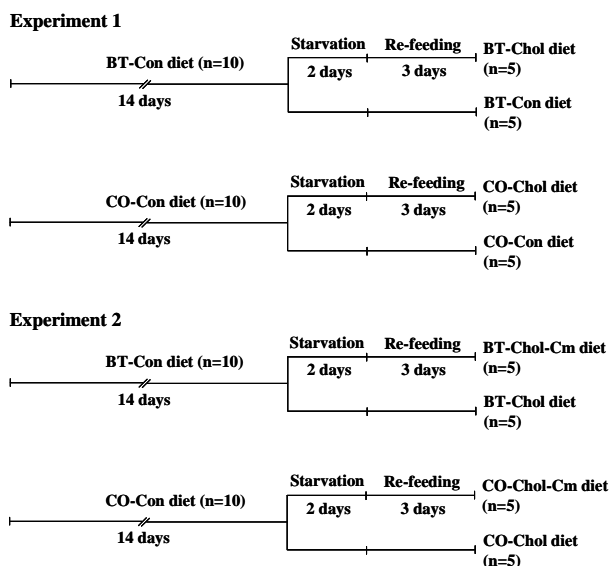 Experiment 1
Starvation Re-feeding BT-Chol diet
BT-Con diet (n=10) (n=5)
2 days 3 days
14 days BT-Con diet
(n=5)
Starvation Re-feeding CO-Chol diet
CO-Con diet (n=10) (n=5)
2 days 3 days
14 days CO-Con diet
(n=5)
Experiment 2
Starvation Re-feeding BT-Chol-Cm diet
BT-Con diet (n=10) (n=5)
2 days 3 days
14 days BT-Chol diet
(n=5)
Starvation Re-feeding CO-Chol-Cm diet
CO-Con diet (n=10) (n=5)
2 days 3 days
14 days CO-Chol diet
(n=5)